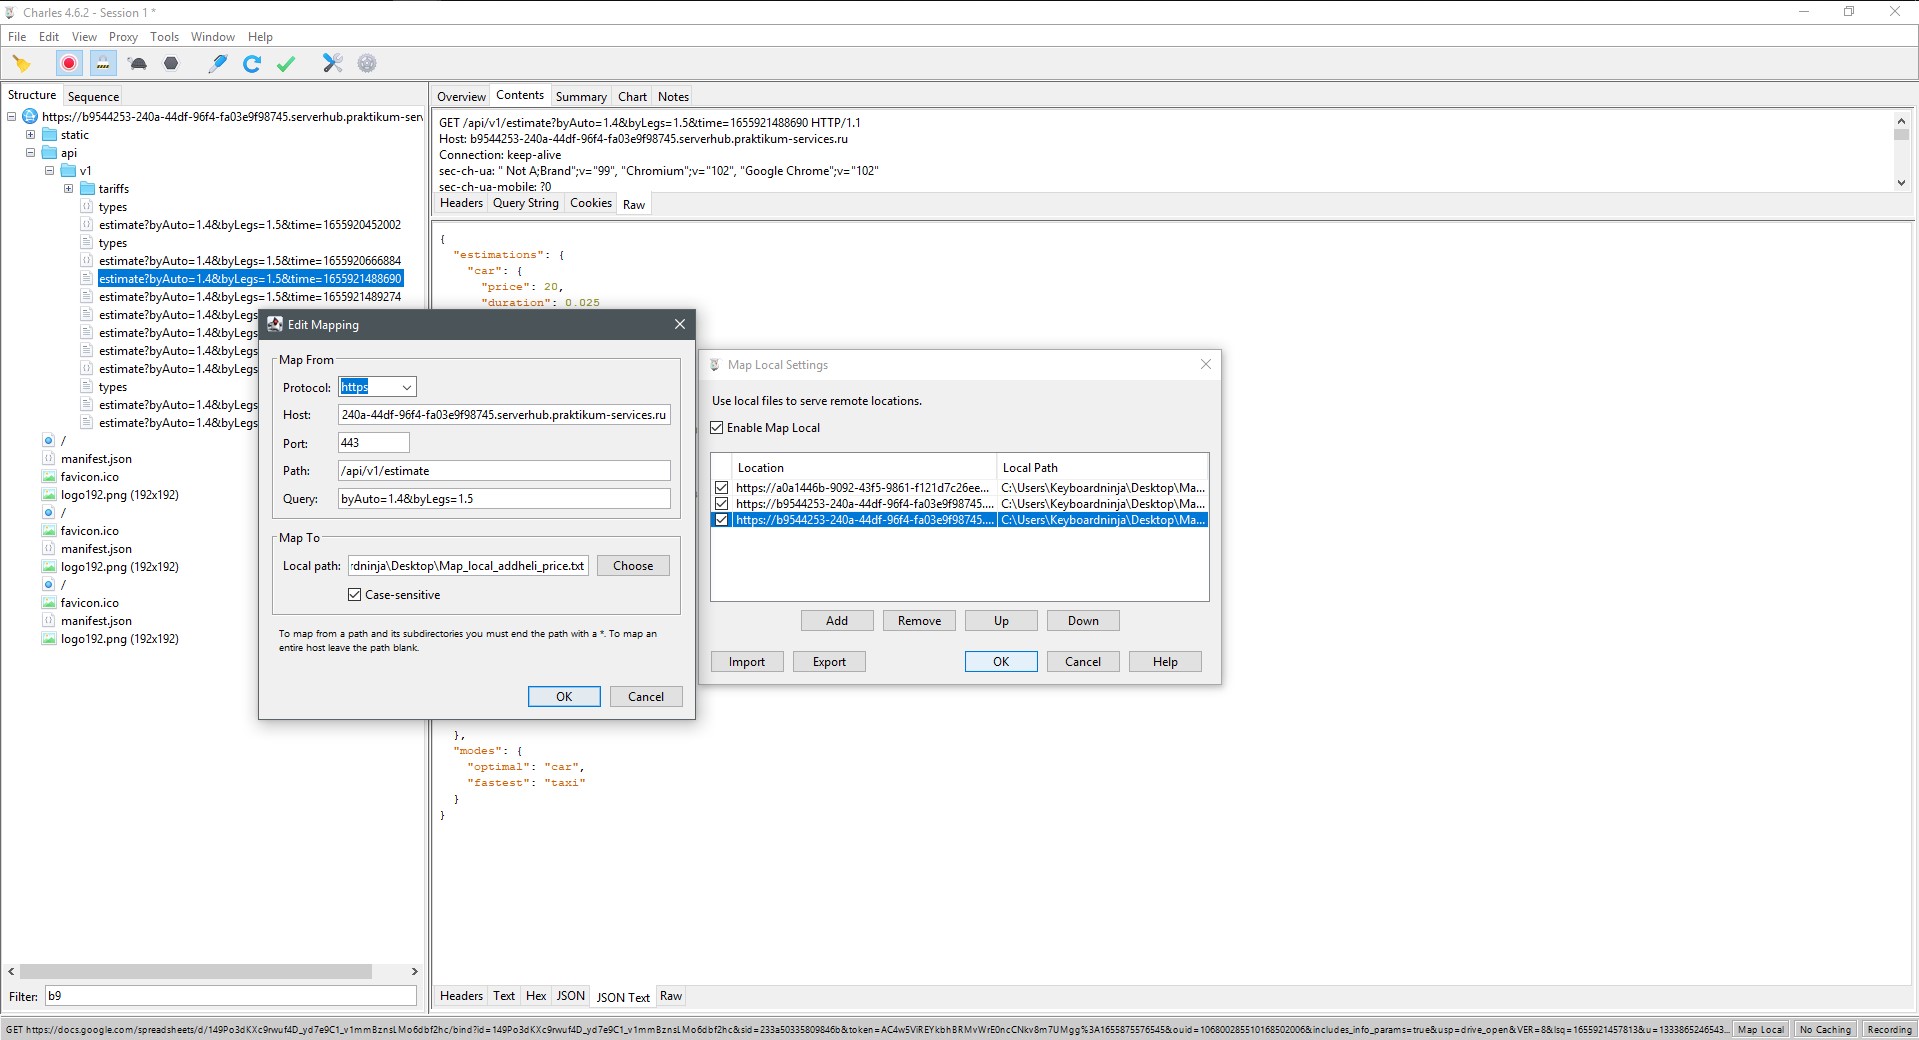 Charles 4.6.2 - Session 1 *
File Edit View Proxy Tools Window Help
Structure Sequence
https://b9544253-240a-44df-96f4-fa03e9f98745.serverhub.praktikum-ser
static
api
v1
tariffs
types
estimate?byAuto=1.4&byLegs=1.5&time=1655920452002
types
estimate?byAuto=1.4&byLegs=1.5&time=1655920666884
estimate?byAuto=1.4&byLegs=1.5&time=1655921488690
estimate?byAuto=1.4&byLegs=1.5&time=1655921489274
estimate?byAuto=1.4&byLegs
estimate?byAuto=1.4&byLegs
estimate?byAuto=1.4&byLegs
estimate?byAuto=1.4&byLegs
types
estimate?byAuto=1.4&byLegs
estimate?byAuto=1.4&byLegs
/
manifest.json
favicon.ico
logo192.png (192x192)
/
favicon.ico
manifest.json
logo192.png (192x192)
/
favicon.ico
manifest.json
logo192.png (192x192)
Filter: b9
Overview Contents Summary Chart Notes
GET /api/v1/estimate?byAuto=1.4&byLegs=1.5&time=1655921488690 HTTP/1.1
Host: b9544253-240a-44df-96f4-fa03e9f98745.serverhub.praktikum-services.ru
Connection: keep-alive
sec-ch-ua: " Not A;Brand";v="99", "Chromium";v="102", "Google Chrome";v="102"
sec-ch-ua-mobile: ?0
Headers Query String Cookies Raw
{
"estimations": {
"car": {
"price": 20,
"duration": 0.025
},
"modes": {
"optimal": "car",
"fastest": "taxi"
}
}
Headers Text Hex JSON JSON Text Raw
Edit Mapping
Map From
Protocol: https
Host: 240a-44df-96f4-fa03e9f98745.serverhub.praktikum-services.ru
Port: 443
Path: /api/v1/estimate
Query: byAuto=1.4&byLegs=1.5
Map To
Local path: rdninja\Desktop\Map_local_addheli_price.txt Choose
Case-sensitive
To map from a path and its subdirectories you must end the path with a *. To map an
entire host leave the path blank.
OK Cancel
Map Local Settings
Use local files to serve remote locations.
Enable Map Local
Location Local Path
https://a0a1446b-9092-43f5-9861-f121d7c26ee... C:\Users\Keyboardninja\Desktop\Ma...
https://b9544253-240a-44df-96f4-fa03e9f98745.... C:\Users\Keyboardninja\Desktop\Ma...
https://b9544253-240a-44df-96f4-fa03e9f98745.... C:\Users\Keyboardninja\Desktop\Ma...
Add Remove Up Down
Import Export OK Cancel Help
GET https://docs.google.com/spreadsheets/d/149Po3dKXc9rwuf4D_yd7e9C1_v1mmBznsLMo6dbf2hc/bind?id=149Po3dKXc9rwuf4D_yd7e9C1_v1mmBznsLMo6dbf2hc&sid=233a50335809846b&token=AC4w5ViREYkbhBRMvWrE0ncCNkv8m7UMgg%3A1655875576545&ouid=106800285510168502006&includes_info_params=true&usp=drive_open&VER=8&lsq=1655921457813&u=1333865246543... Map Local No Caching Recording